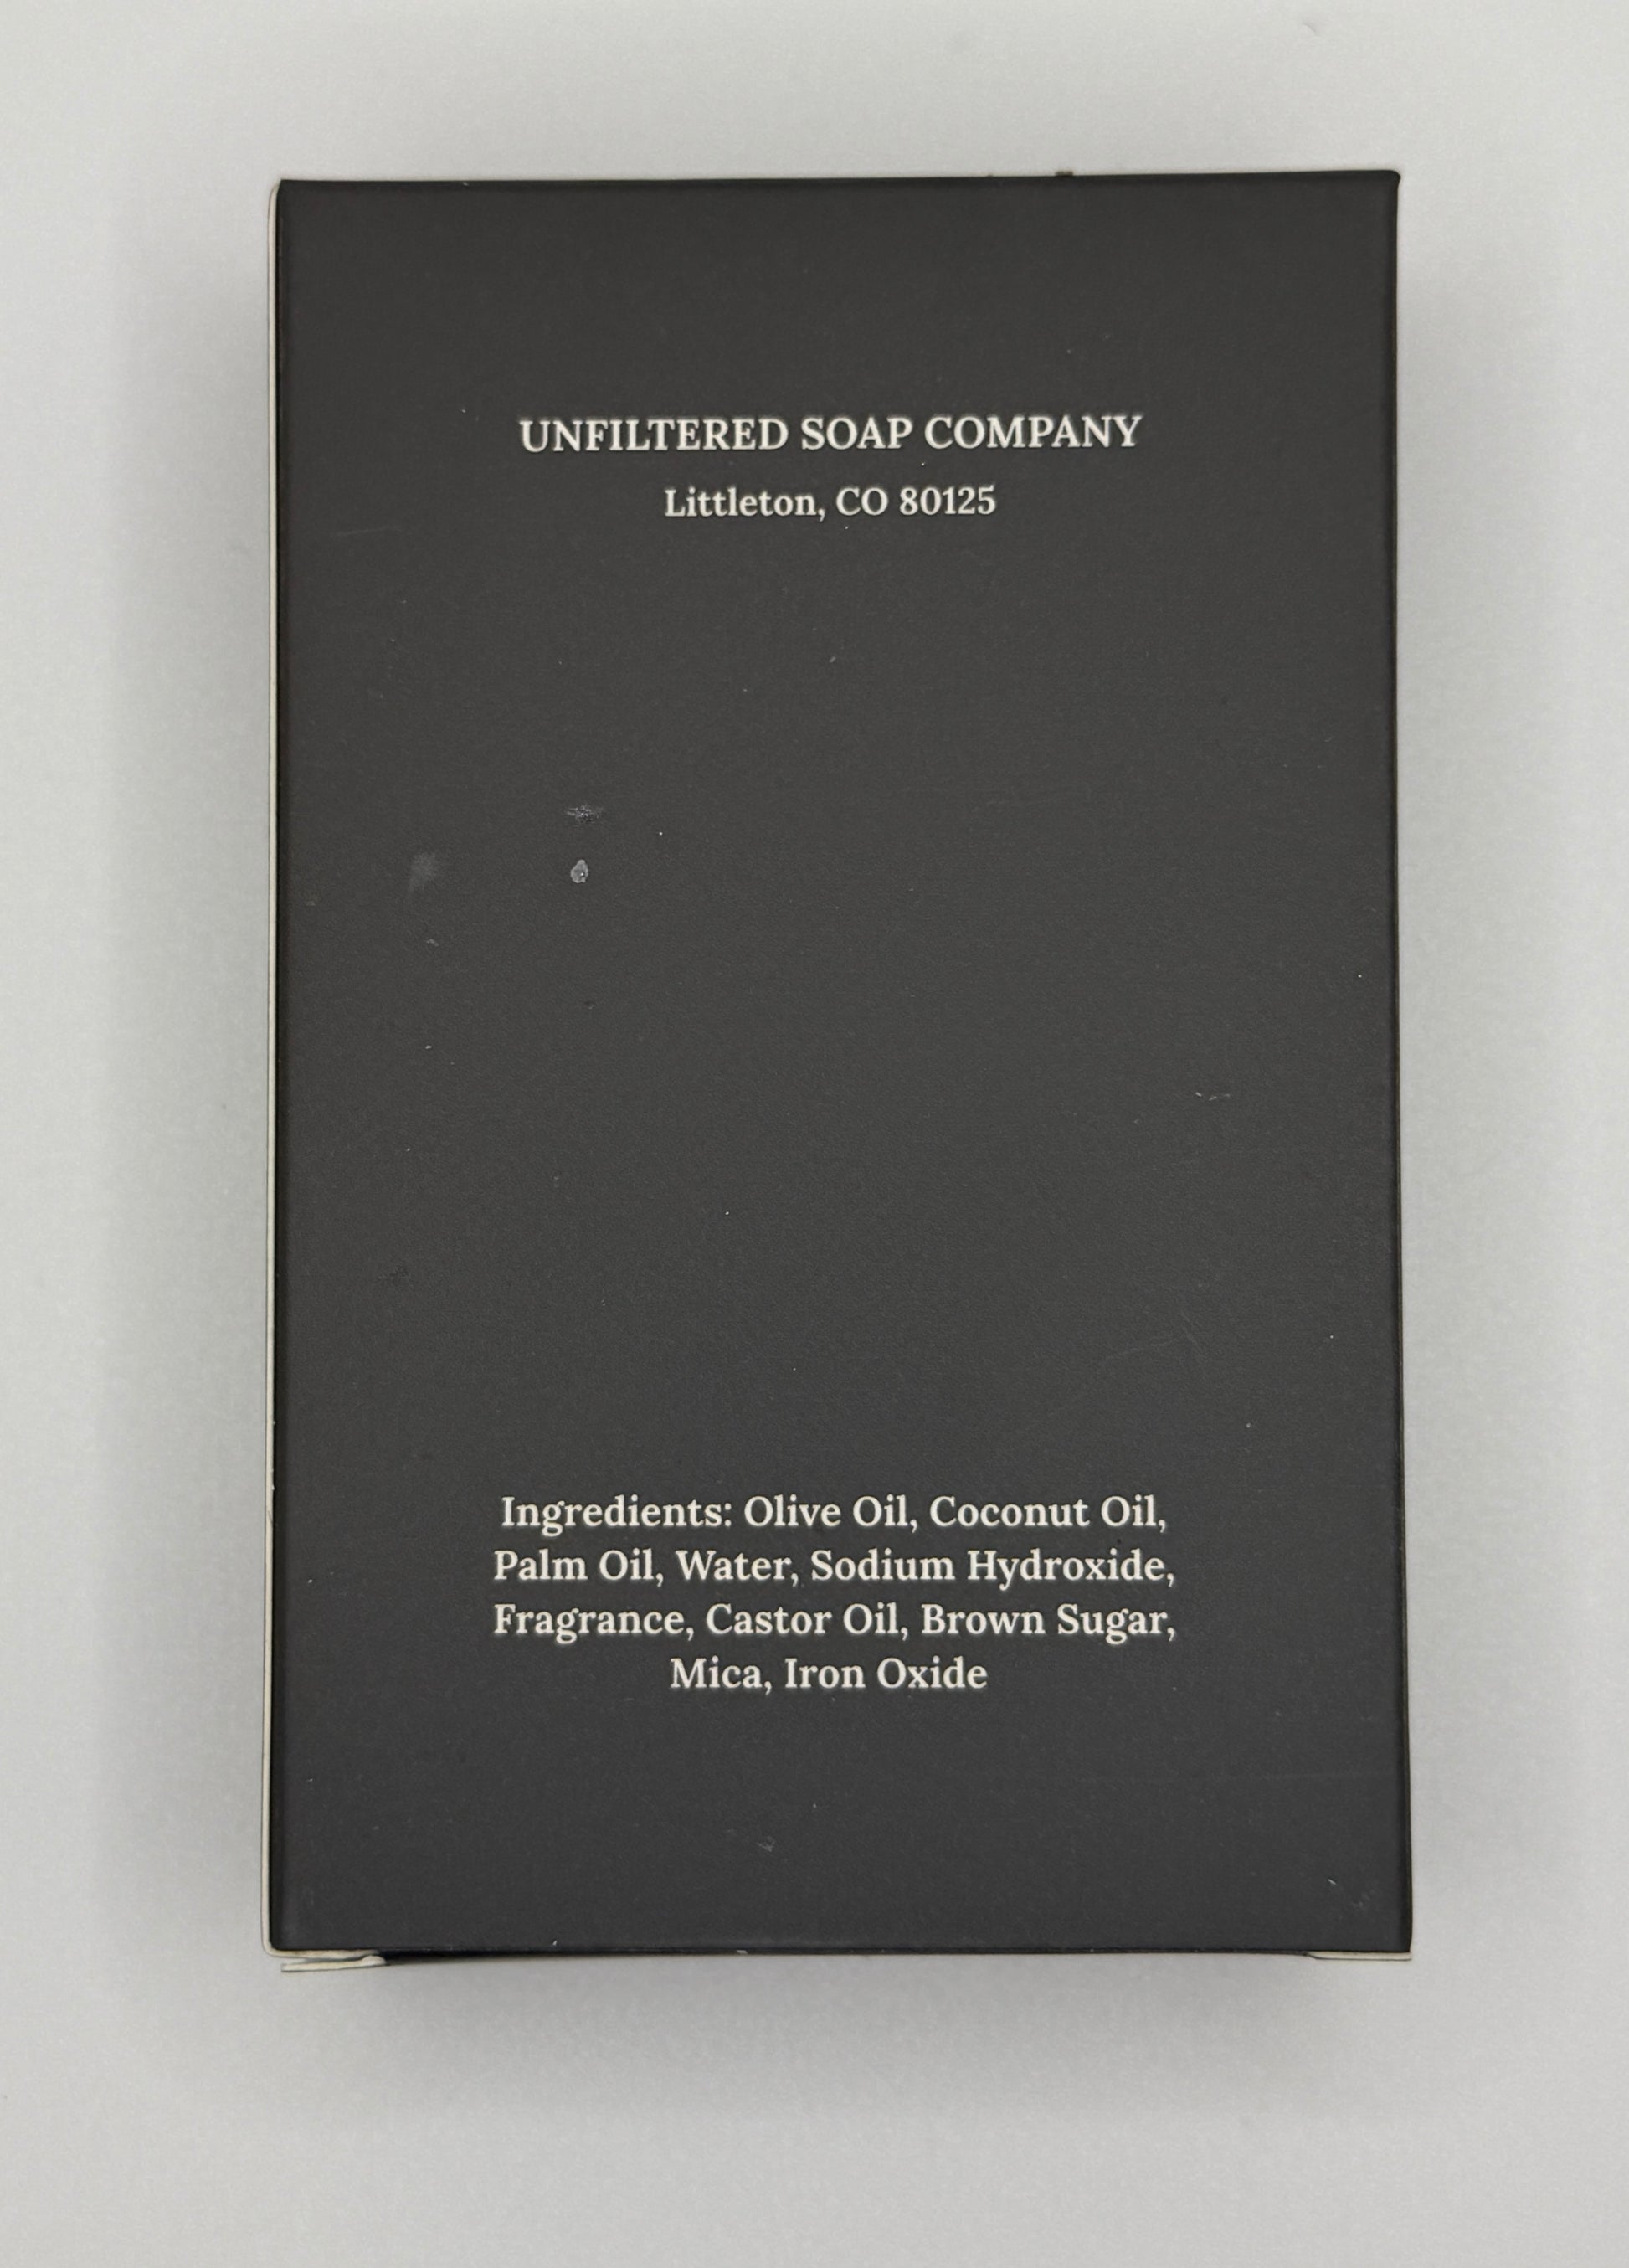 UNFILTERED SOAP COMPANY
Littleton, CO 80125
Ingredients: Olive Oil, Coconut Oil,
Palm Oil, Water, Sodium Hydroxide,
Fragrance, Castor Oil, Brown Sugar,
Mica, Iron Oxide